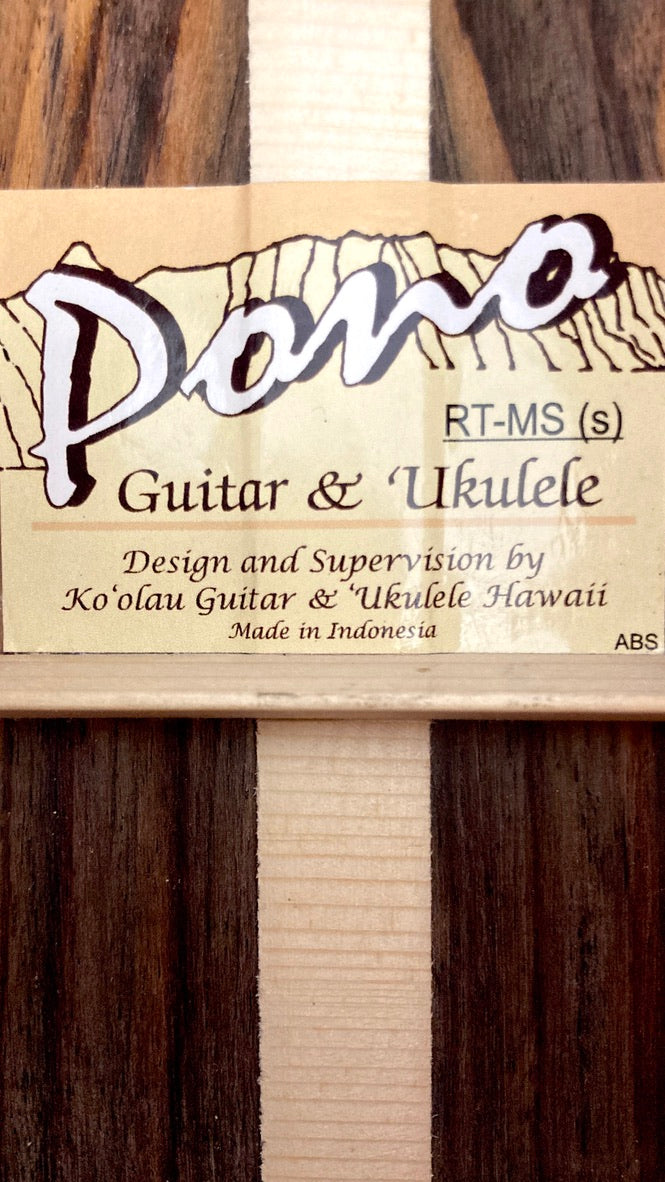 Pono
RT-MS (s)
Guitar & ‘Ukulele
Design and Supervision by
Ko‘olau Guitar & ‘Ukulele Hawaii
Made in Indonesia
ABS